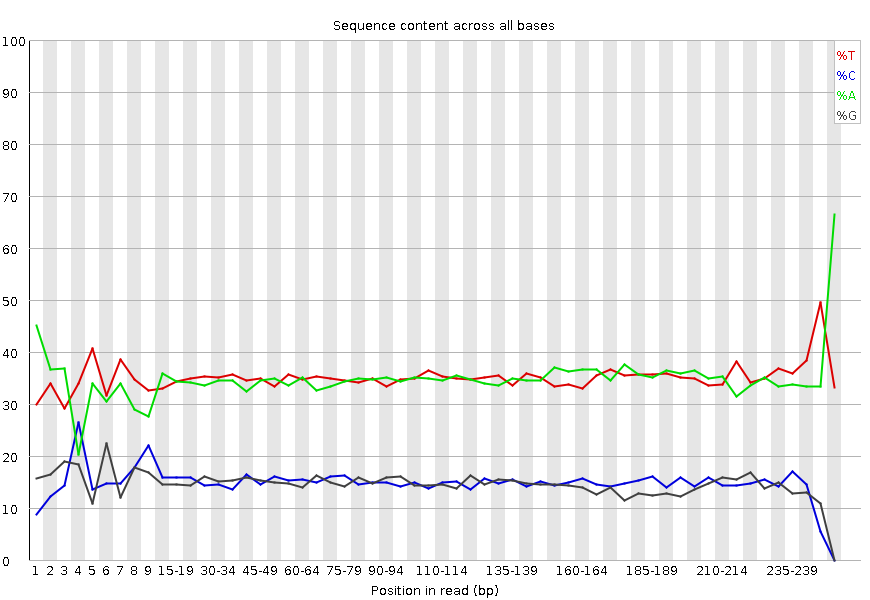 Sequence content across all bases
100
90
80
70
60
50
40
30
20
10
0
%T
%C
%A
%G
1 2 3 4 5 6 7 8 9 15-19 30-34 45-49 60-64 75-79 90-94 110-114 135-139 160-164 185-189 210-214 235-239
Position in read (bp)